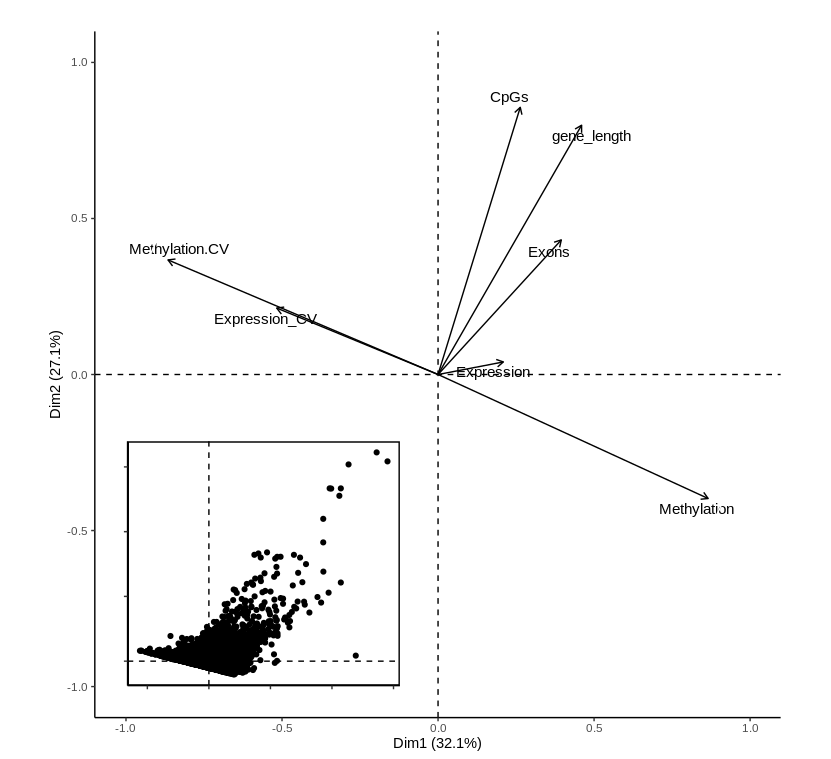 1.0
CpGs
gene_length
0.5
Methylation.CV
Exons
Expression_CV
Expression
0.0
Dim2 (27.1%)
Methylation
-0.5
-1.0
-1.0 -0.5 0.0 0.5 1.0
Dim1 (32.1%)